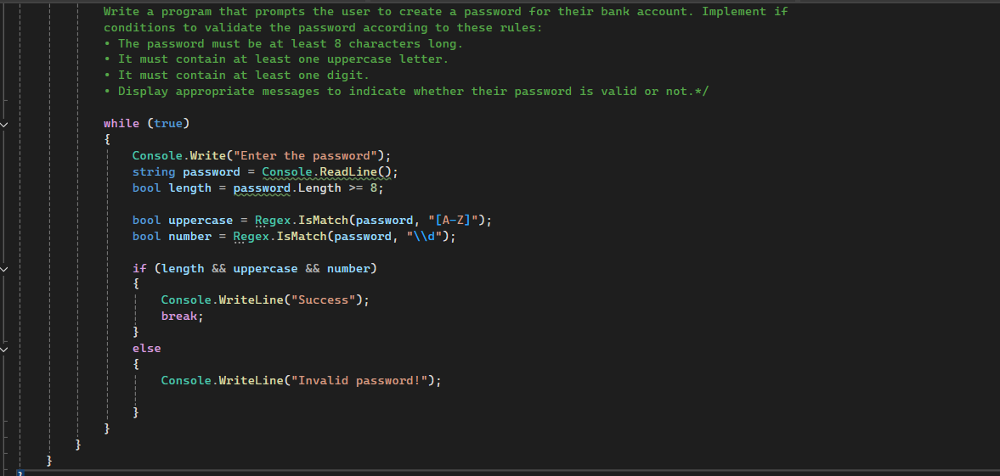 Write a program that prompts the user to create a password for their bank account. Implement if
conditions to validate the password according to these rules:
• The password must be at least 8 characters long.
• It must contain at least one uppercase letter.
• It must contain at least one digit.
• Display appropriate messages to indicate whether their password is valid or not.*/
while (true)
{
Console.Write("Enter the password");
string password = Console.ReadLine();
bool length = password.Length >= 8;
bool uppercase = Regex.IsMatch(password, "[A-Z]");
bool number = Regex.IsMatch(password, "\\d");
if (length && uppercase && number)
{
Console.WriteLine("Success");
break;
}
else
{
Console.WriteLine("Invalid password!");
}
}
}
}
}